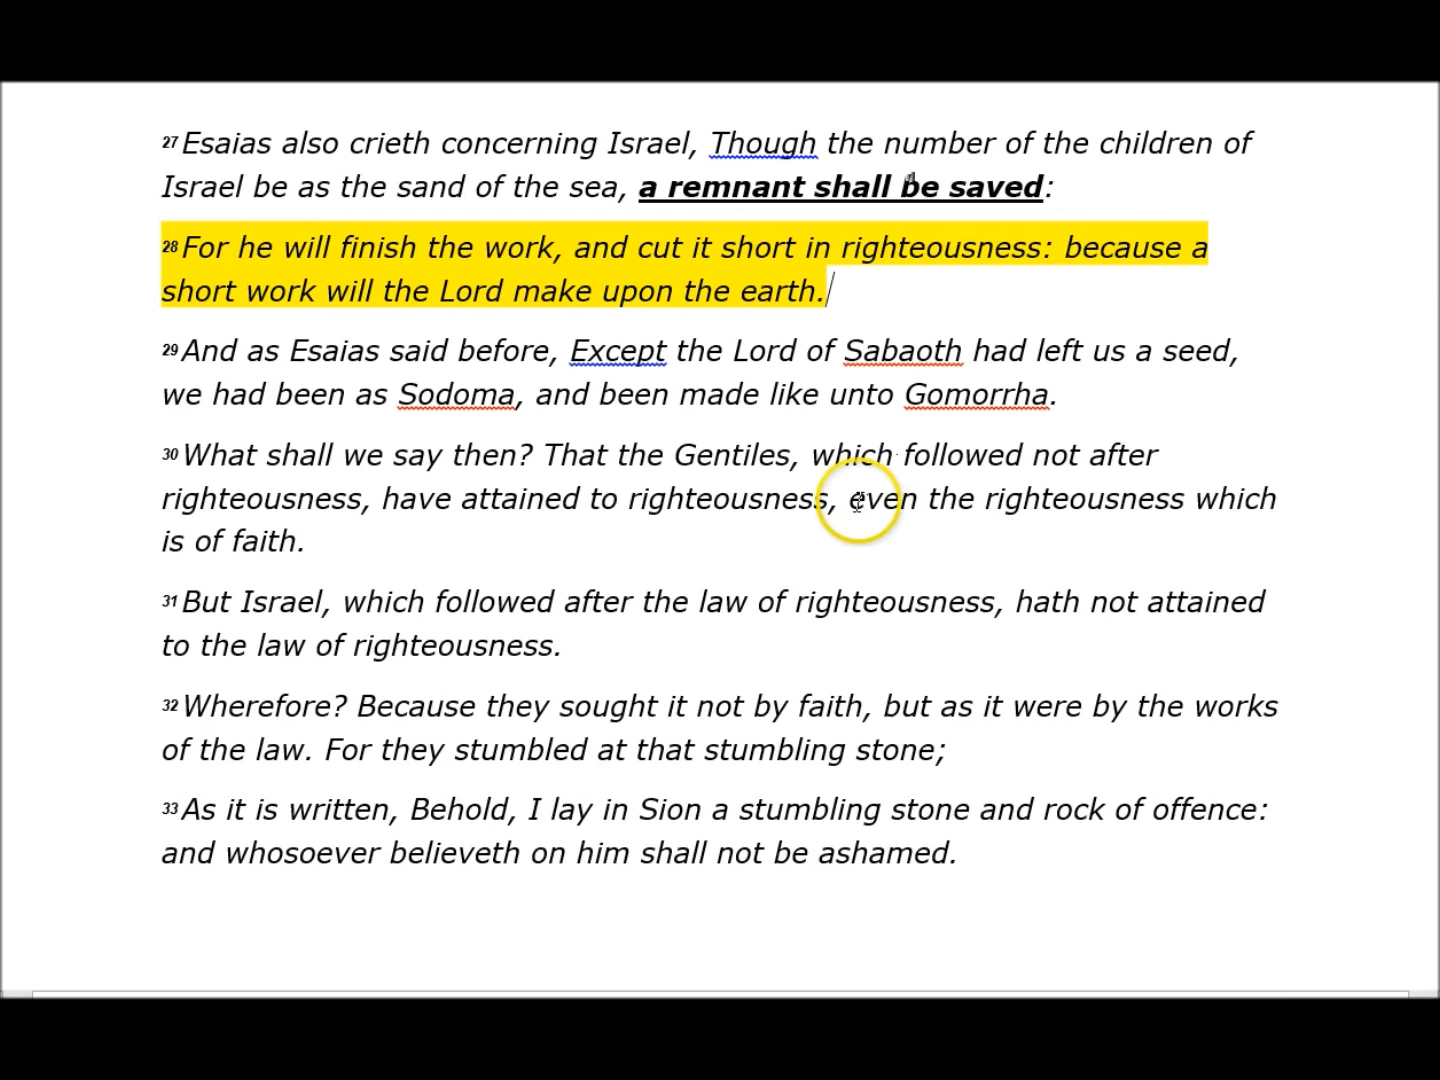 27 Esaias also crieth concerning Israel, Though the number of the children of
Israel be as the sand of the sea, a remnant shall be saved:
28 For he will finish the work, and cut it short in righteousness: because a
short work will the Lord make upon the earth.
29 And as Esaias said before, Except the Lord of Sabaoth had left us a seed,
we had been as Sodoma, and been made like unto Gomorrha.
30 What shall we say then? That the Gentiles, which followed not after
righteousness, have attained to righteousness, even the righteousness which
is of faith.
31 But Israel, which followed after the law of righteousness, hath not attained
to the law of righteousness.
32 Wherefore? Because they sought it not by faith, but as it were by the works
of the law. For they stumbled at that stumbling stone;
33 As it is written, Behold, I lay in Sion a stumbling stone and rock of offence:
and whosoever believeth on him shall not be ashamed.